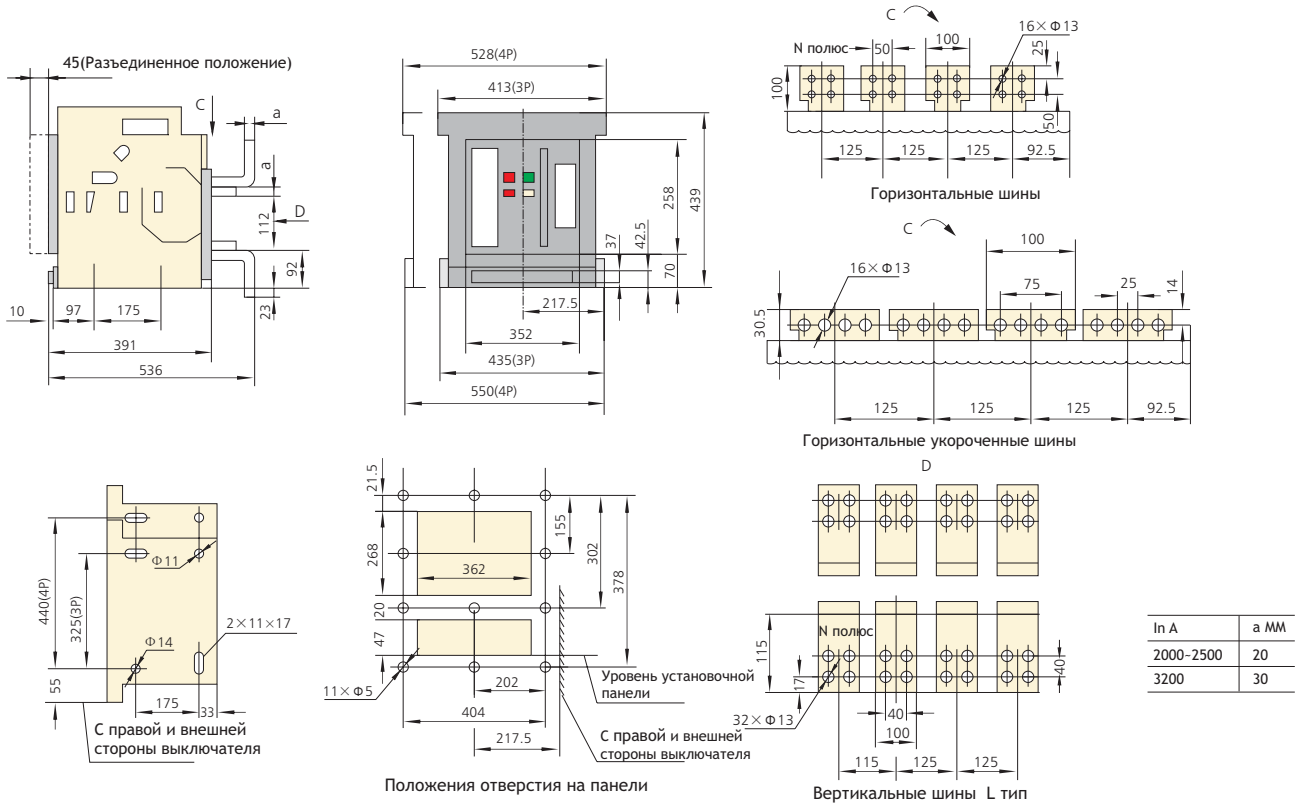 45(Разъединенное положение)
C
a
a
112
D
92
23
10
97
175
391
536
528(4P)
413(3P)
258
439
37
42.5
70
217.5
352
435(3P)
550(4P)
C
16×Φ13
N полюс
50
100
25
100
50
125
125
125
92.5
Горизонтальные шины
C
100
16×Φ13
75
25
14
30.5
125
125
125
92.5
Горизонтальные укороченные шины
440(4P)
325(3P)
Φ11
2×11×17
Φ14
55
175
33
С правой и внешней
стороны выключателя
21.5
268
362
155
302
378
20
47
11×Φ5
202
404
217.5
Уровень установочной
панели
С правой и внешней
стороны выключателя
Положения отверстия на панели
D
N полюс
115
17
40
32×Φ13
40
100
115
125
125
Вертикальные шины L тип
In A
a MM
2000-2500
20
3200
30